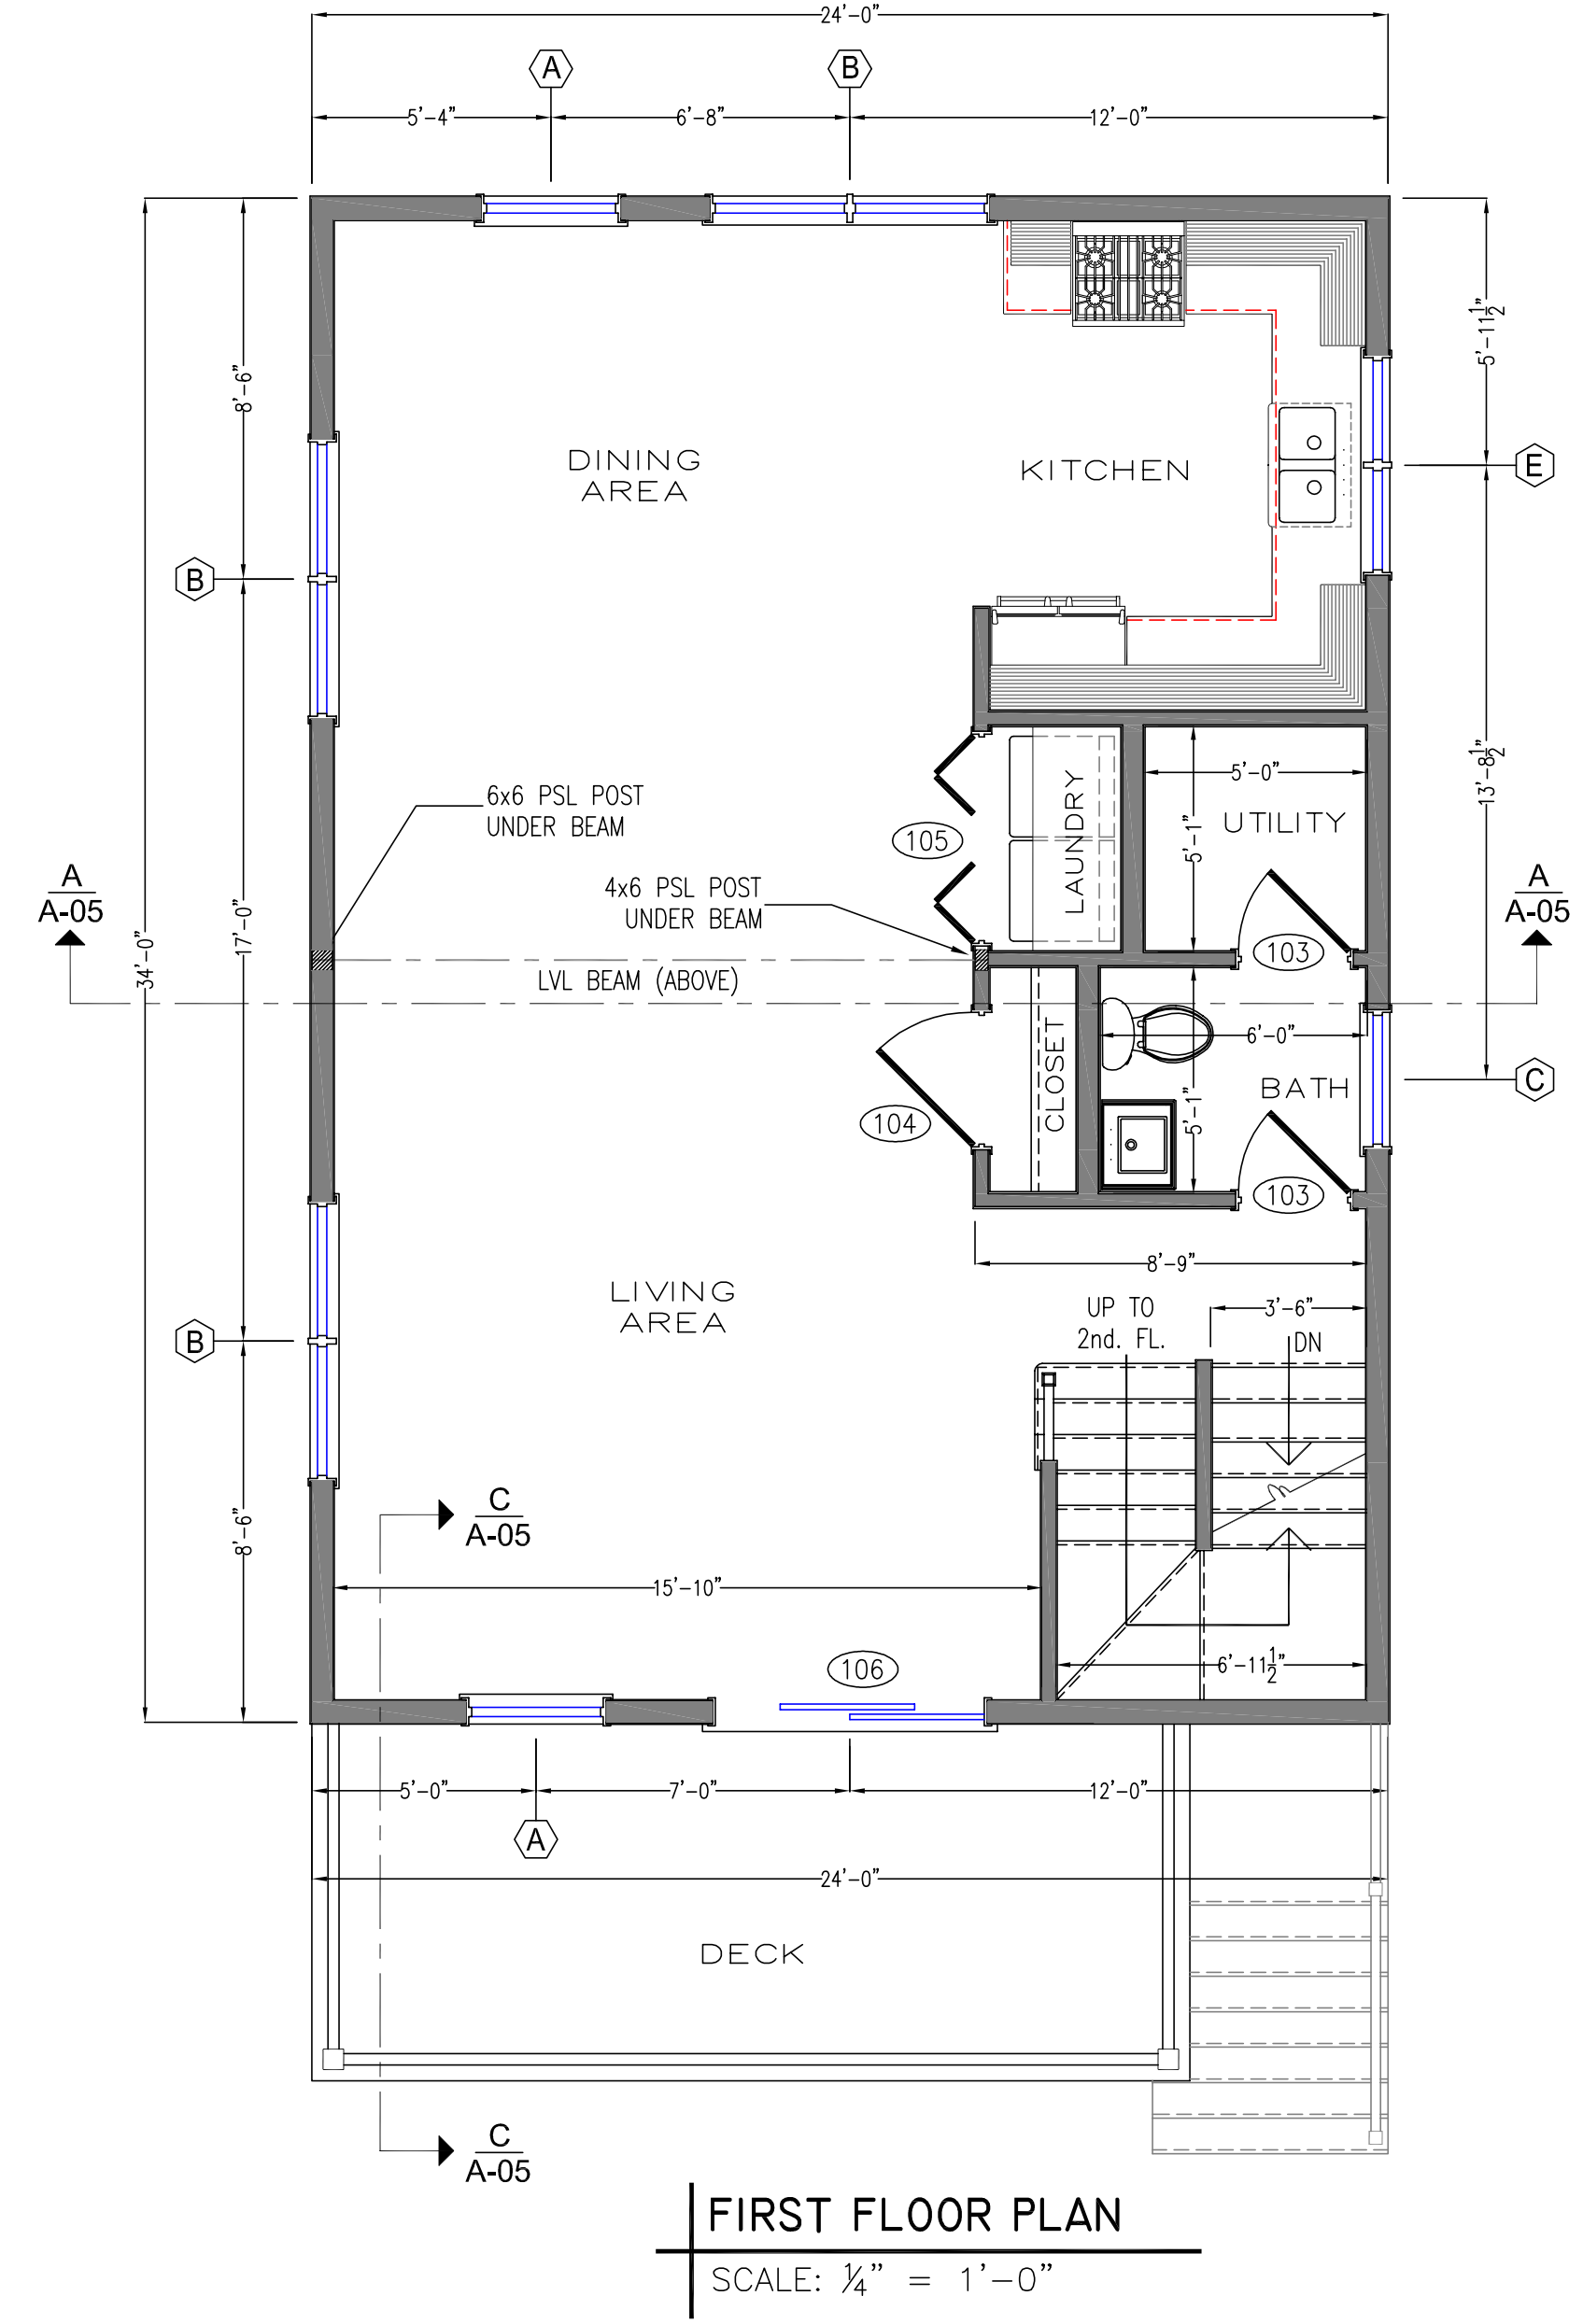 24'-0"
A
B
5'-4"
6'-8"
12'-0"
8'-6"
5'-11½"
DINING
AREA
KITCHEN
E
B
13'-8½"
6x6 PSL POST
UNDER BEAM
5'-0"
UTILITY
LAUNDRY
105
5'-1"
4x6 PSL POST
UNDER BEAM
A
A-05
A
A-05
34'-0"
17'-0"
103
LVL BEAM (ABOVE)
6'-0"
CLOSET
BATH
C
104
5'-1"
103
8'-9"
LIVING
AREA
UP TO
2nd. FL.
3'-6"
DN
B
C
A-05
8'-6"
15'-10"
106
6'-11½"
5'-0"
7'-0"
12'-0"
A
24'-0"
DECK
C
A-05
FIRST FLOOR PLAN
SCALE: ¼" = 1'-0"